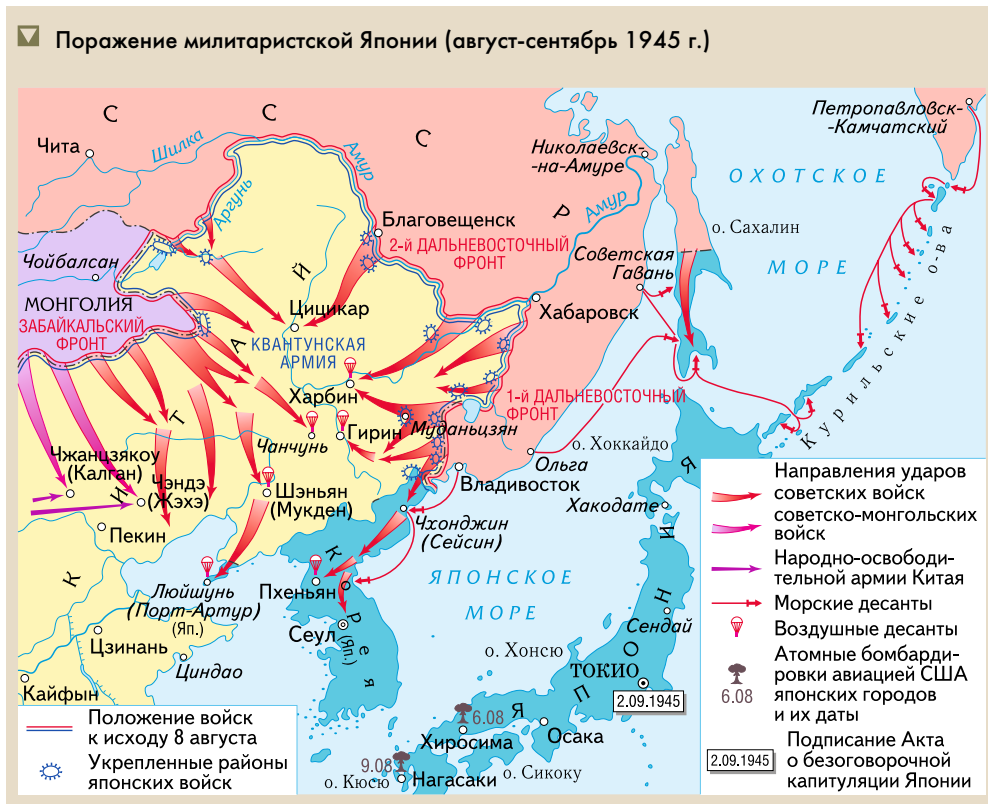 Поражение милитаристской Японии (август-сентябрь 1945 г.)
С
С
С
Р
Петропавловск-
-Камчатский
Чита
Шилка
Амур
Николаевск-
-на-Амуре
Аргунь
Амур
ОХОТСКОЕ
МОРЕ
Благовещенск
2-й ДАЛЬНЕВОСТОЧНЫЙ
ФРОНТ
о. Сахалин
Советская
Гавань
Чойбалсан
МОНГОЛИЯ
ЗАБАЙКАЛЬСКИЙ
ФРОНТ
Цицикар
Хабаровск
КВАНТУНСКАЯ
АРМИЯ
Курильские о-ва
Харбин
1-й ДАЛЬНЕВОСТОЧНЫЙ
ФРОНТ
К
И
Т
А
Й
Чанчунь
Гирин
Муданьцзян
Ольга
о. Хоккайдо
Чжанцзякоу
(Калган)
Чэндэ
(Жэхэ)
Шэньян
(Мукден)
Владивосток
Хакодате
Пекин
Чхонджин
(Сейсин)
ЯПОНСКОЕ
МОРЕ
Люйшунь
(Порт-Артур)
(Яп.)
Пхеньян
Корея
(Яп.)
Сеул
Сендай
о. Хонсю
Цзинань
Циндао
ТОКИО
2.09.1945
Кайфын
Я
П
О
Н
И
Я
6.08
Хиросима
Осака
9.08
Нагасаки
о. Кюсю
о. Сикоку
Положение войск
к исходу 8 августа
Укрепленные районы
японских войск
Направления ударов
советских войск
советско-монгольских
войск
Народно-освободи-
тельной армии Китая
Морские десанты
Воздушные десанты
Атомные бомбарди-
ровки авиацией США
6.08
японских городов
и их даты
2.09.1945
Подписание Акта
о безоговорочной
капитуляции Японии